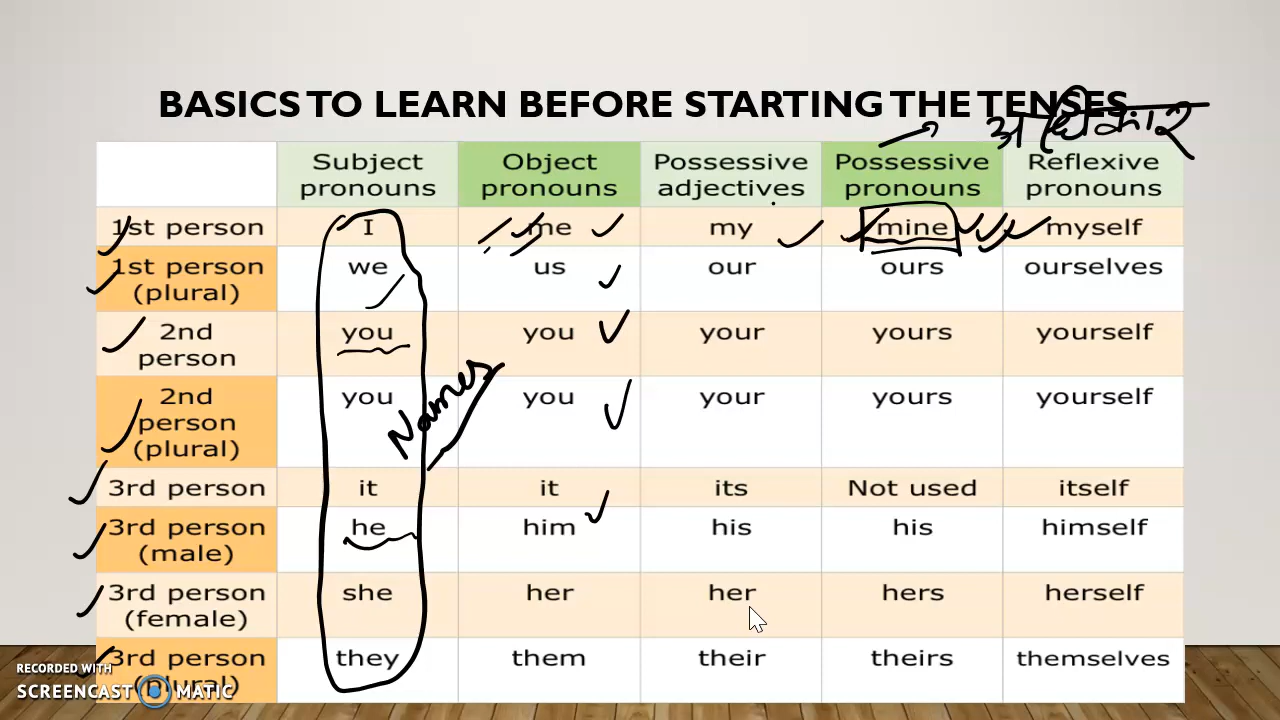 BASICS TO LEARN BEFORE STARTING THE TENSES
Subject pronouns Object pronouns Possessive adjectives Possessive pronouns Reflexive pronouns
1st person I me my mine myself
1st person (plural) we us our ours ourselves
2nd person you you your yours yourself
2nd person (plural) you you your yours yourself
Names
3rd person it it its Not used itself
3rd person (male) he him his his himself
3rd person (female) she her her hers herself
3rd person (plural) they them their theirs themselves
RECORDED WITH
SCREENCAST MATIC